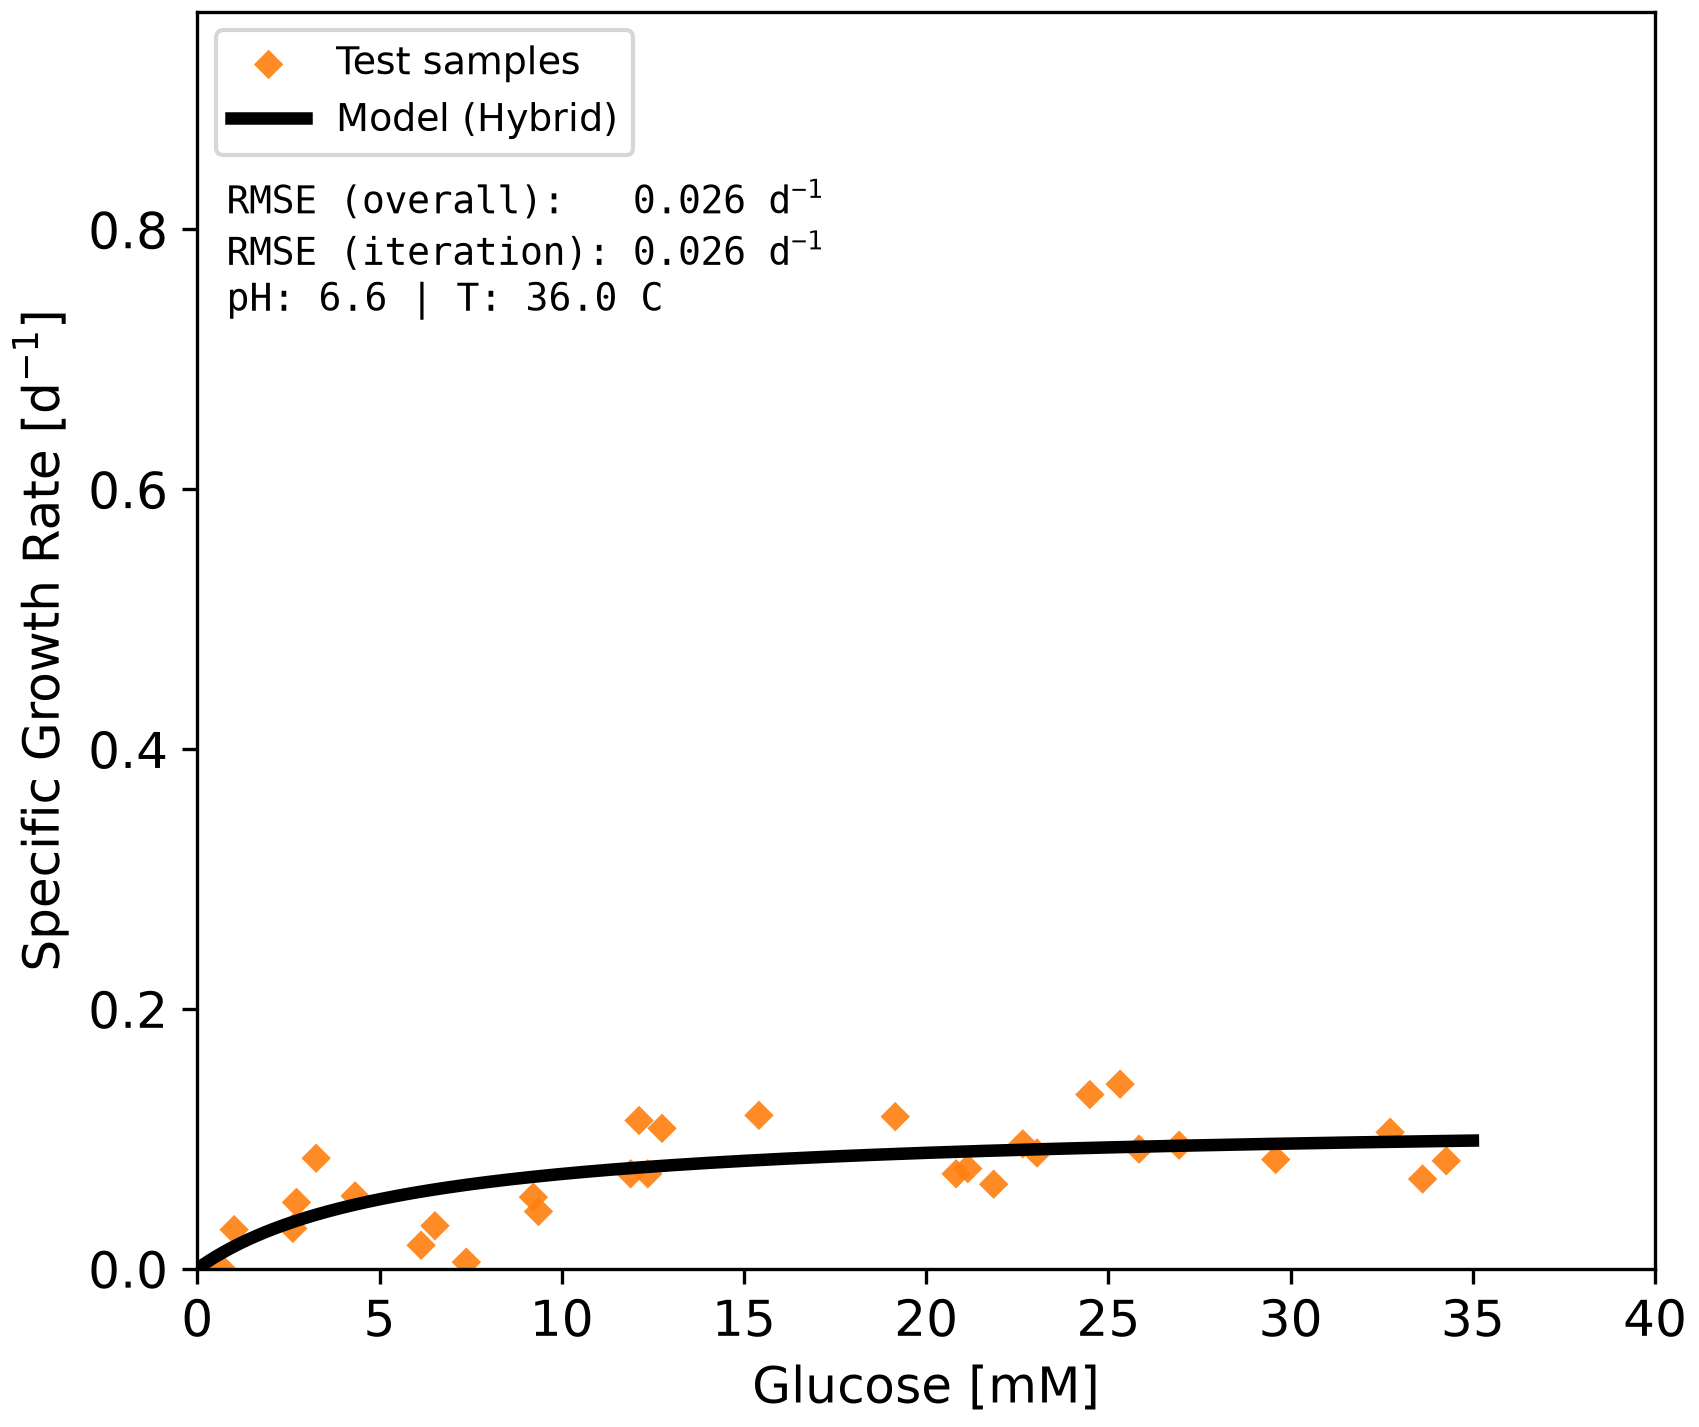 Test samples
Model (Hybrid)
RMSE (overall):   0.026 d⁻¹
RMSE (iteration): 0.026 d⁻¹
pH: 6.6 | T: 36.0 C
Specific Growth Rate [d⁻¹]
0.8
0.6
0.4
0.2
0.0
0 5 10 15 20 25 30 35 40
Glucose [mM]